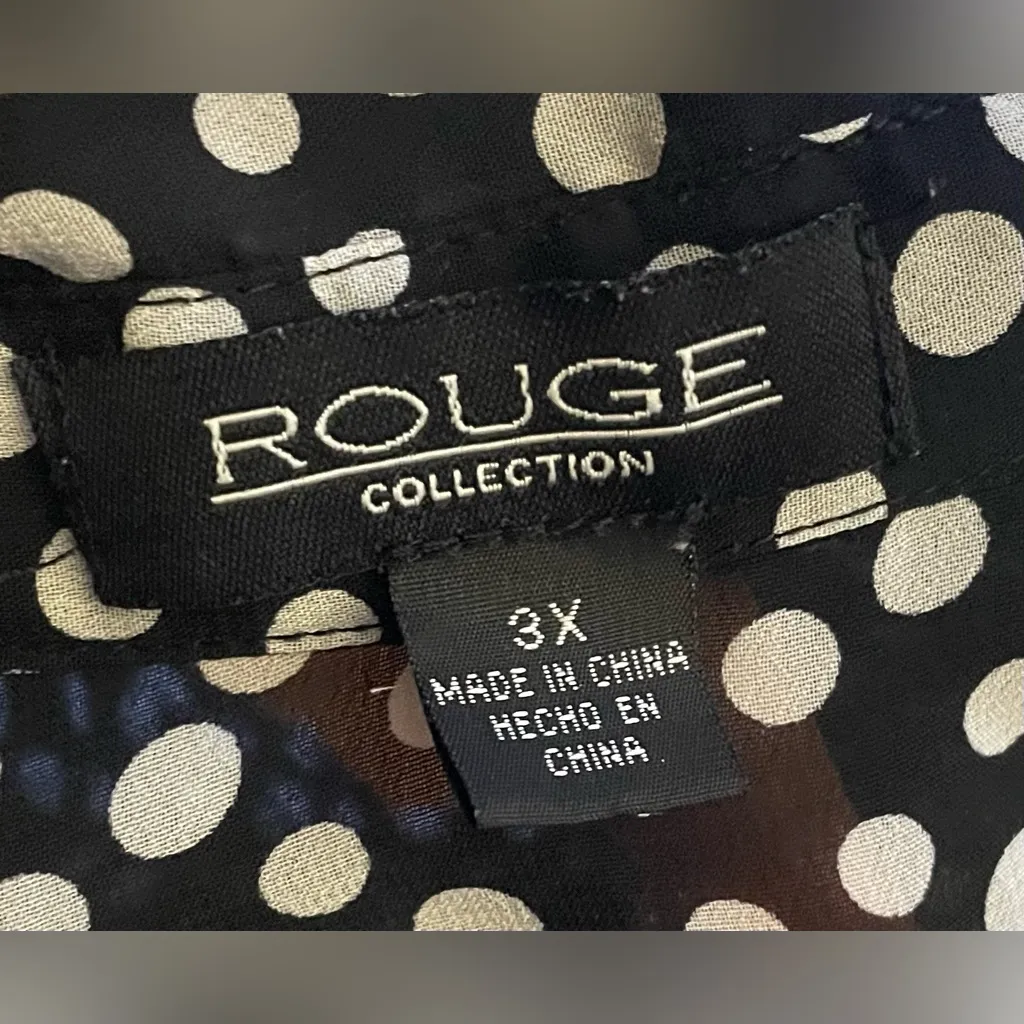 ROUGE
COLLECTION
3X
MADE IN CHINA
HECHO EN
CHINA